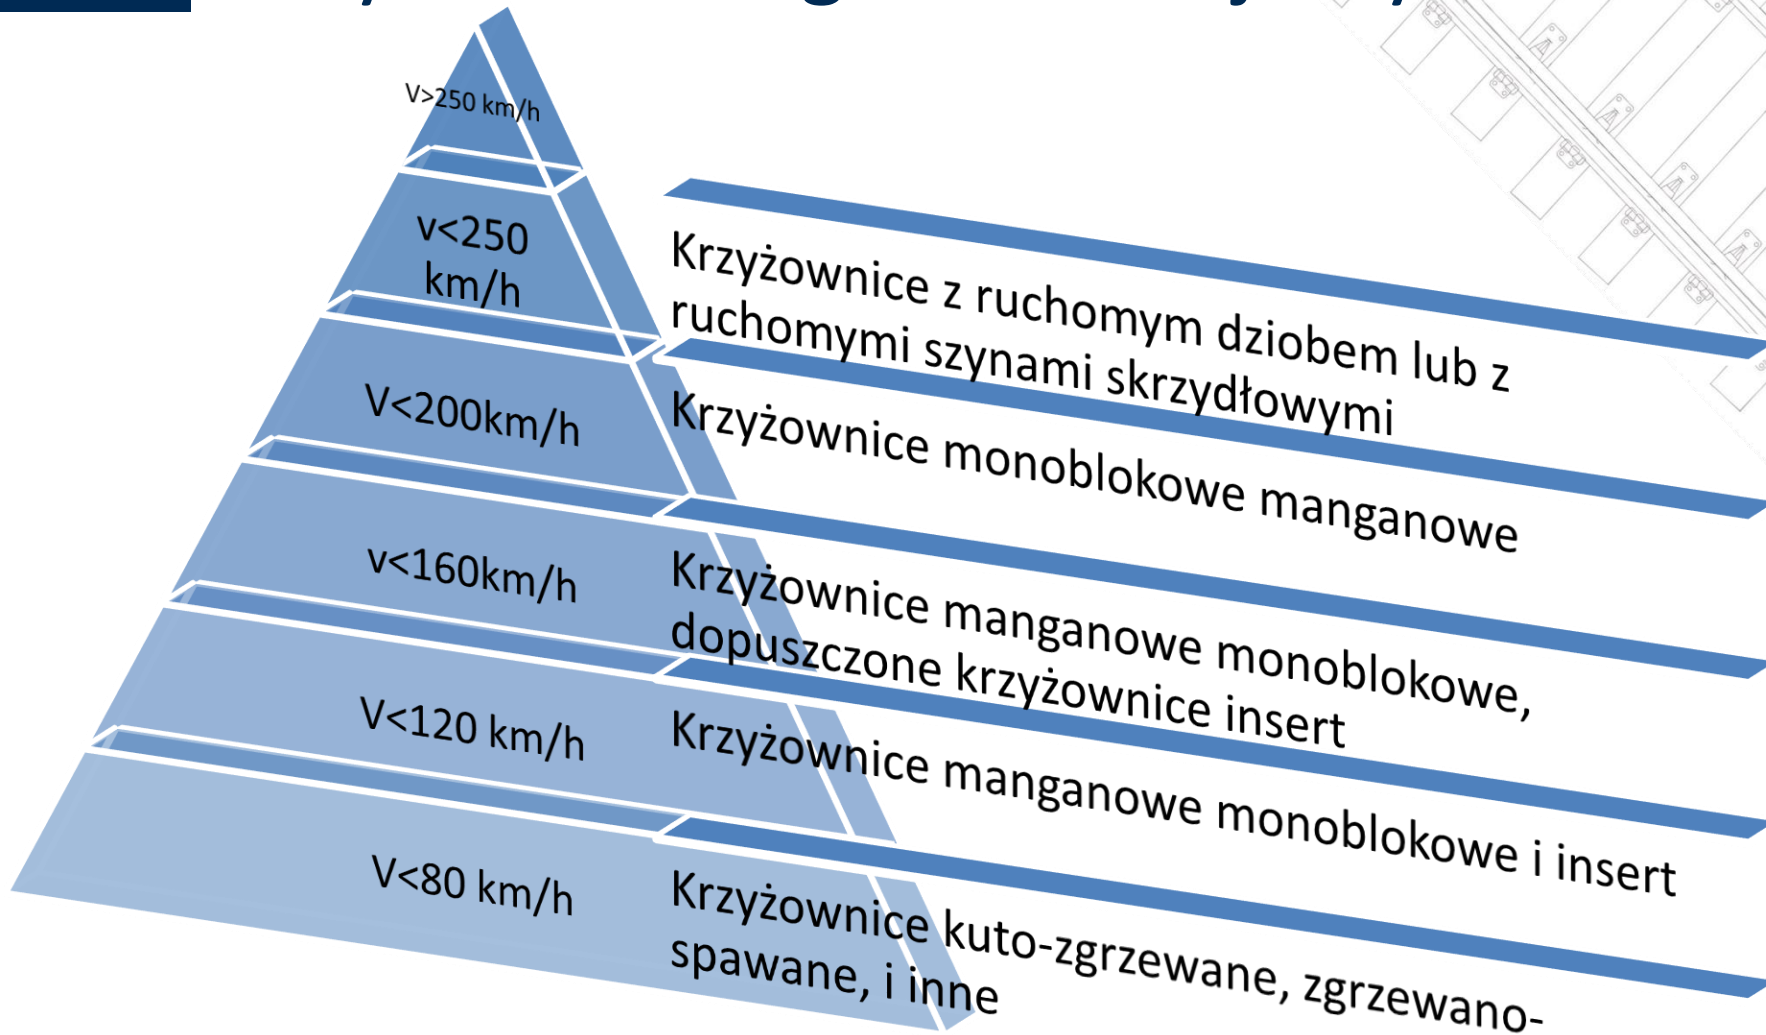 V>250 km/h
v<250
km/h
Krzyżownice z ruchomym dziobem lub z
ruchomymi szynami skrzydłowymi
V<200km/h
Krzyżownice monoblokowe manganowe
v<160km/h
Krzyżownice manganowe monoblokowe,
dopuszczone krzyżownice insert
V<120 km/h
Krzyżownice manganowe monoblokowe i insert
V<80 km/h
Krzyżownice kuto-zgrzewane, zgrzewano-
spawane, i inne